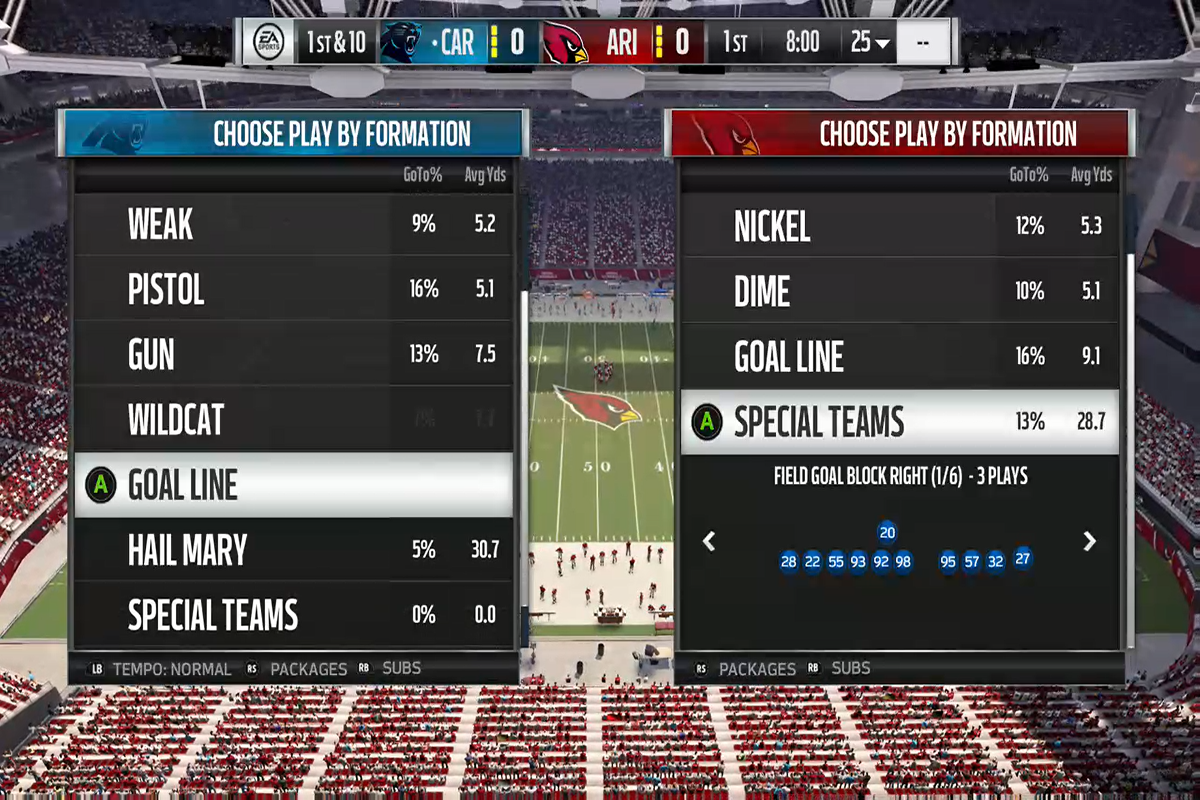 EA SPORTS 1ST & 10 · CAR 0 ARI 0 1ST 8:00 25 --
CHOOSE PLAY BY FORMATION
GoTo% Avg Yds
WEAK 9% 5.2
PISTOL 16% 5.1
GUN 13% 7.5
WILDCAT
A GOAL LINE
HAIL MARY 5% 30.7
SPECIAL TEAMS 0% 0.0
LB TEMPO: NORMAL RS PACKAGES RB SUBS
CHOOSE PLAY BY FORMATION
GoTo% Avg Yds
NICKEL 12% 5.3
DIME 10% 5.1
GOAL LINE 16% 9.1
A SPECIAL TEAMS 13% 28.7
FIELD GOAL BLOCK RIGHT (1/6) - 3 PLAYS
20
28 22 55 93 92 98 95 57 32 27
RS PACKAGES RB SUBS
50